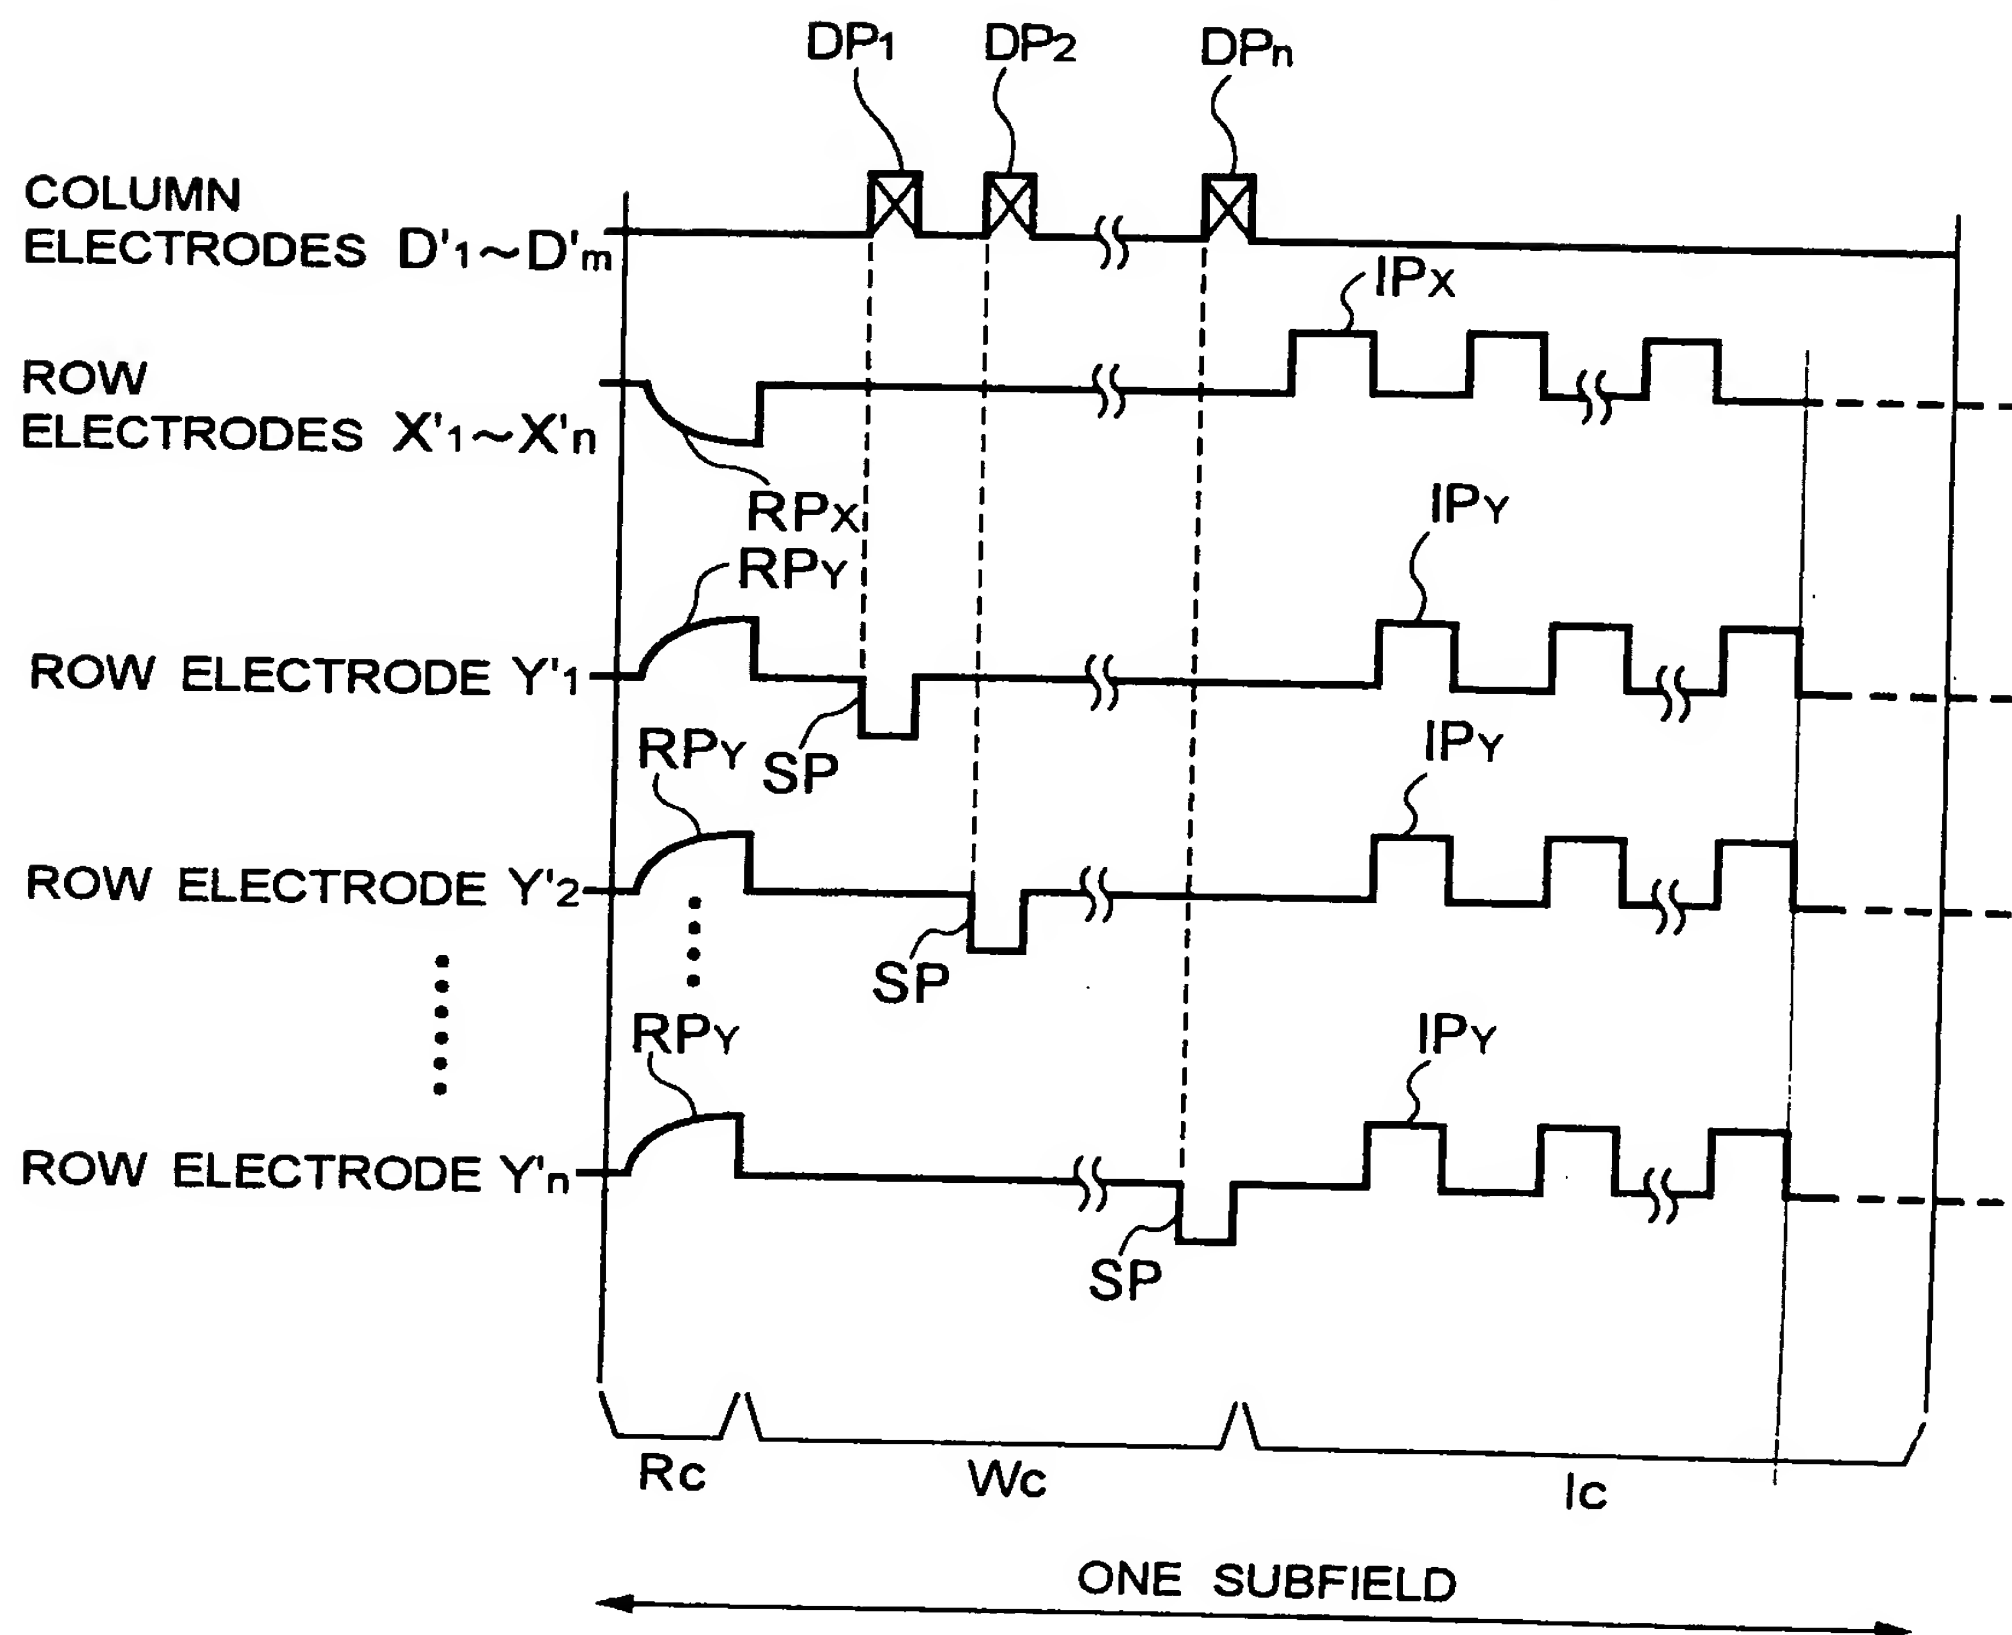 DP1 DP2 DPn
COLUMN
ELECTRODES D'1~D'm
IPX
ROW
ELECTRODES X'1~X'n
RPX
IPY
RPY
ROW ELECTRODE Y'1
SP
RPY
IPY
ROW ELECTRODE Y'2
SP
RPY
IPY
ROW ELECTRODE Y'n
SP
Rc Wc Ic
ONE SUBFIELD